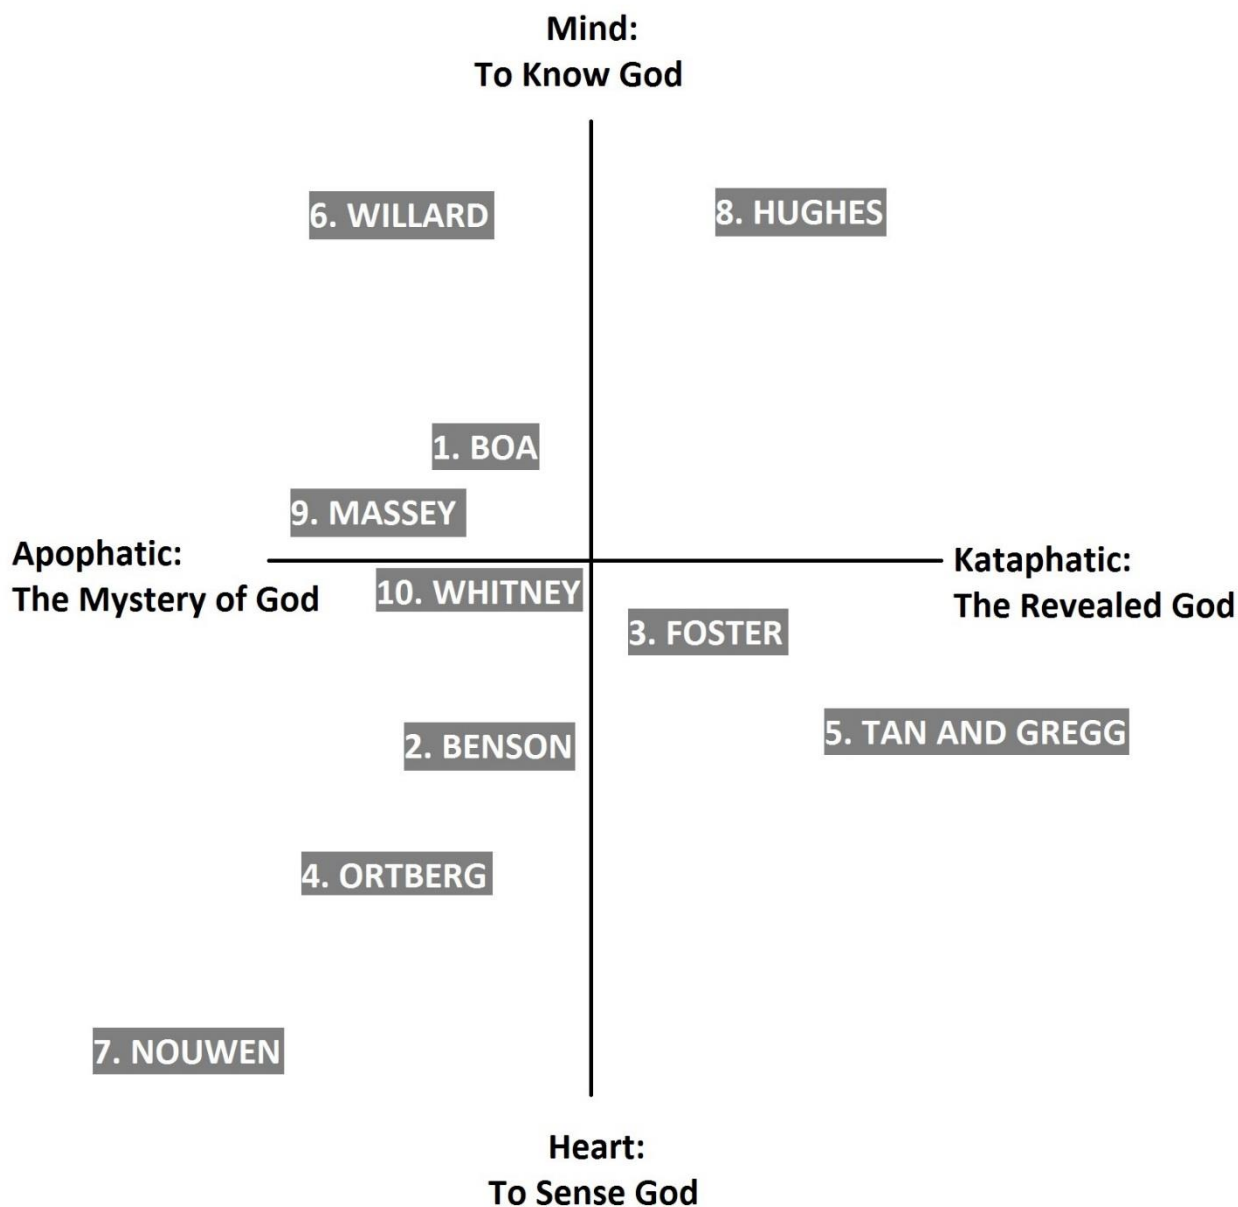 Mind:
To Know God
6. WILLARD
8. HUGHES
1. BOA
9. MASSEY
Apophatic:
The Mystery of God
Kataphatic:
The Revealed God
10. WHITNEY
3. FOSTER
2. BENSON
5. TAN AND GREGG
4. ORTBERG
7. NOUWEN
Heart:
To Sense God